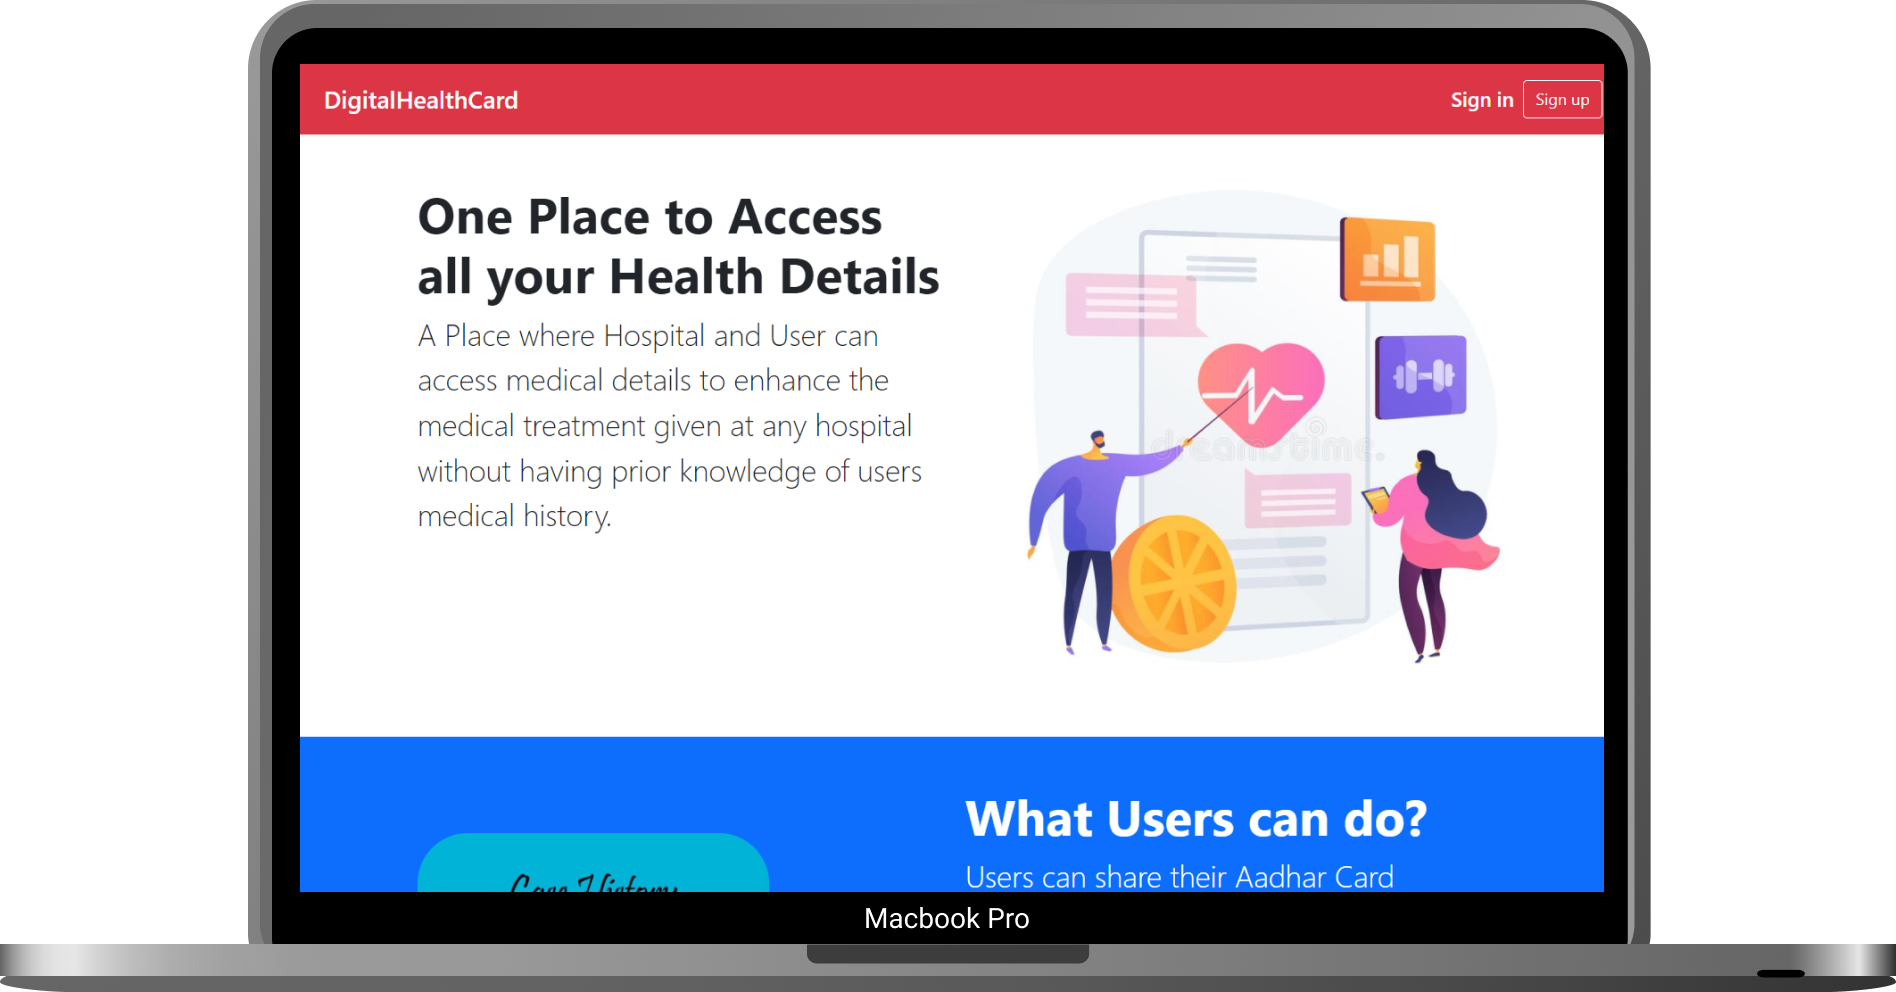 DigitalHealthCard
Sign in
Sign up
One Place to Access
all your Health Details
A Place where Hospital and User can
access medical details to enhance the
medical treatment given at any hospital
without having prior knowledge of users
medical history.
dreamstime.
What Users can do?
Users can share their Aadhar Card
Case History
Macbook Pro